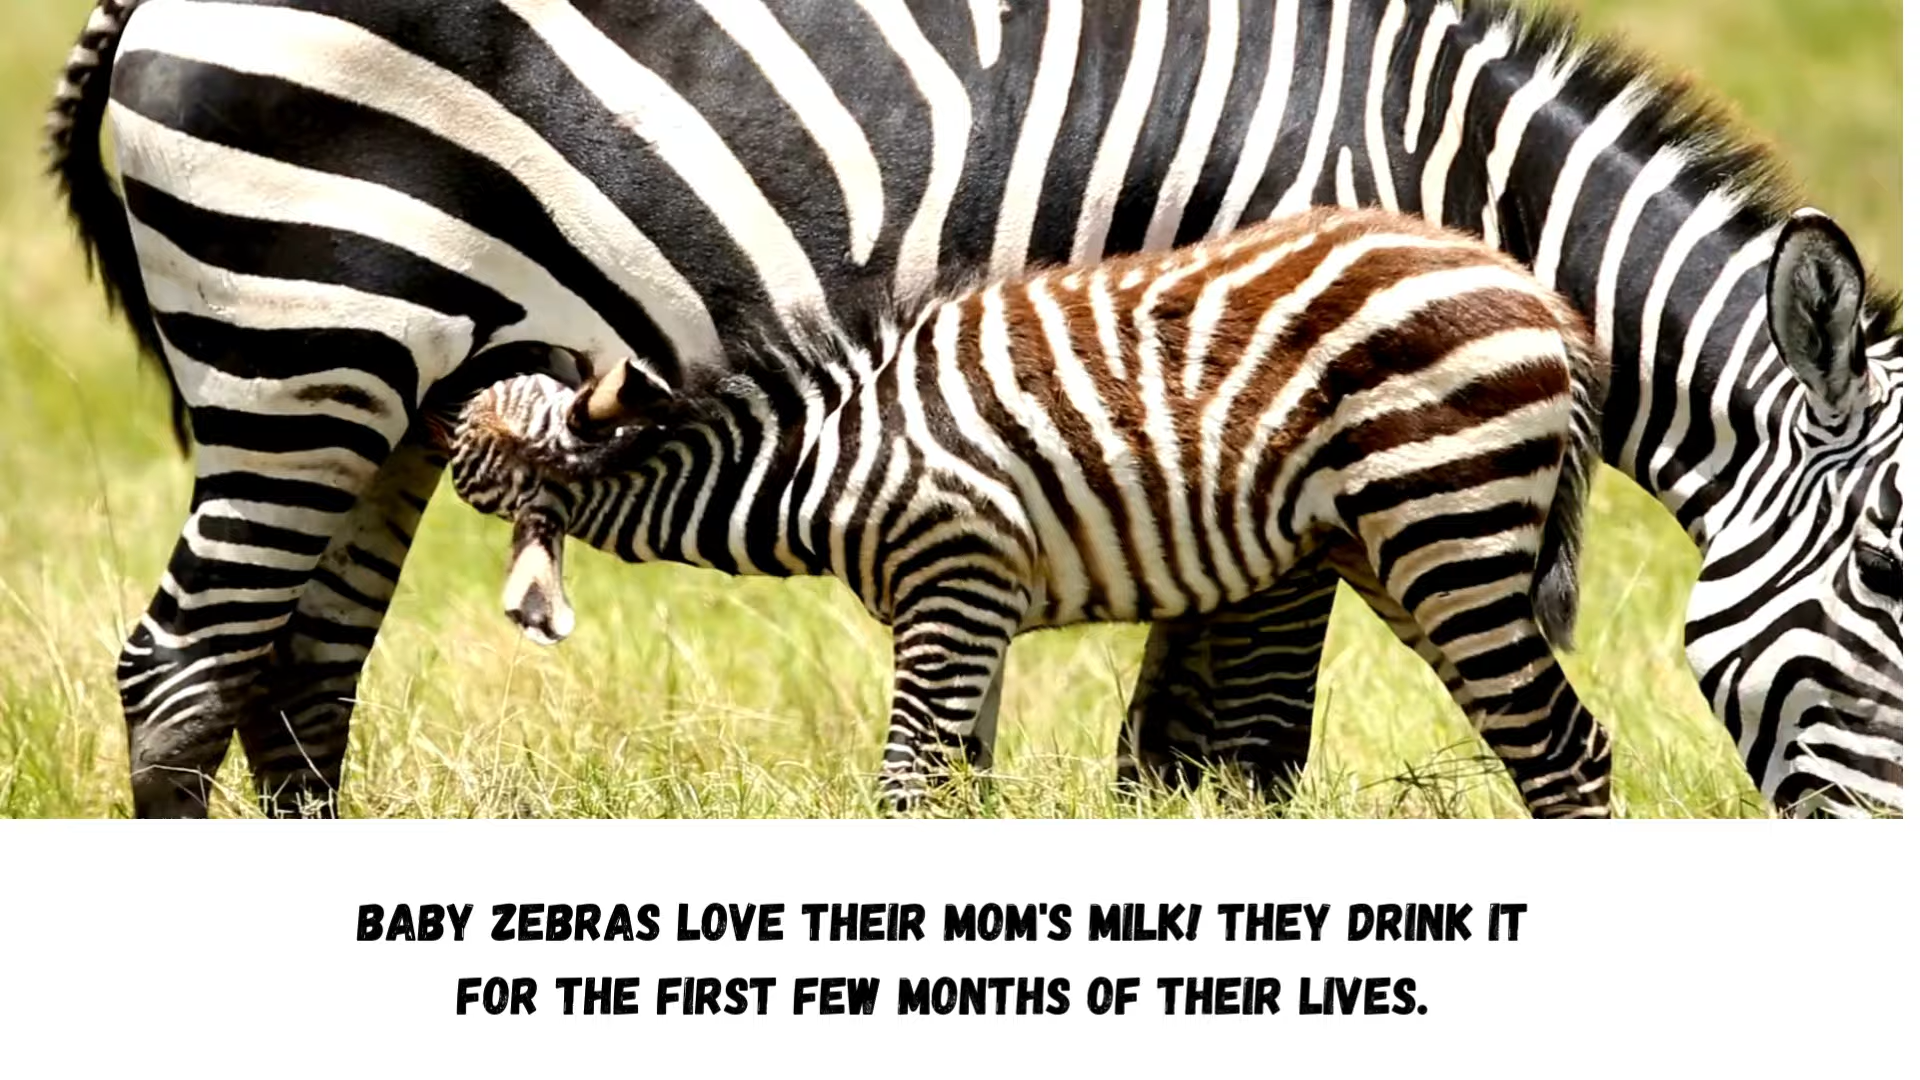 BABY ZEBRAS LOVE THEIR MOM'S MILK! THEY DRINK IT
FOR THE FIRST FEW MONTHS OF THEIR LIVES.